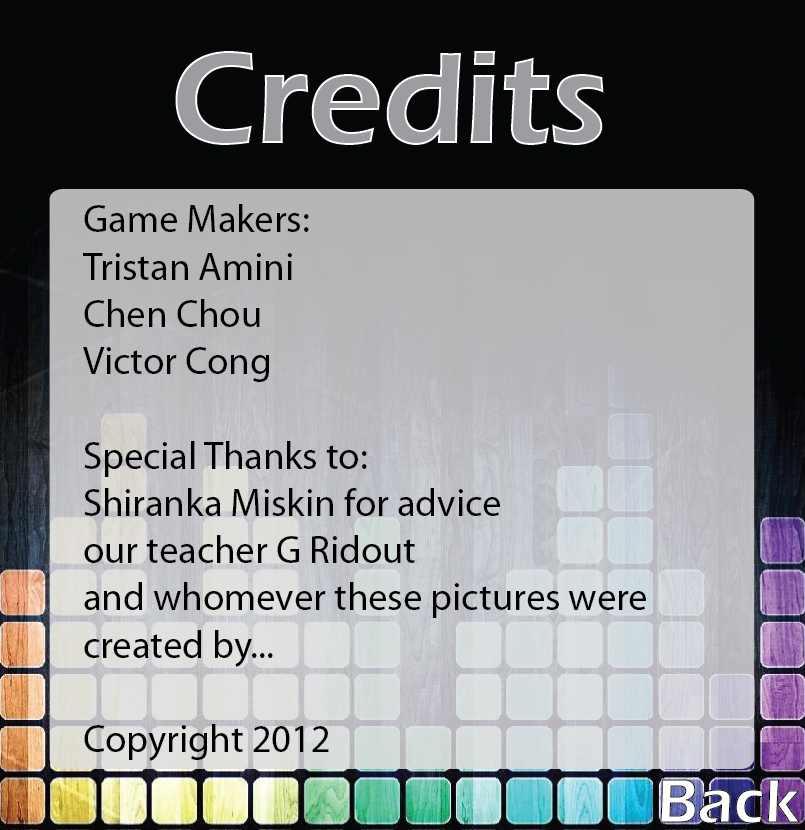 Credits
Game Makers:
Tristan Amini
Chen Chou
Victor Cong
Special Thanks to:
Shiranka Miskin for advice
our teacher G Ridout
and whomever these pictures were
created by...
Copyright 2012
Back